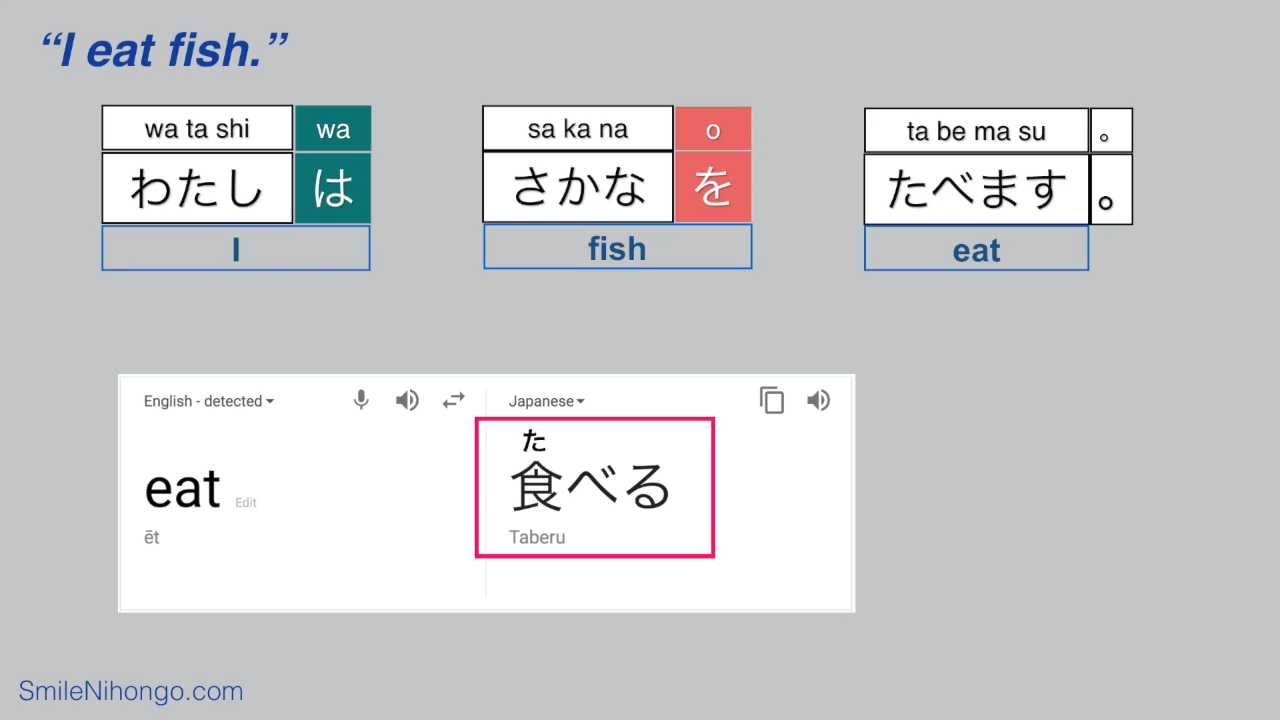 “I eat fish.”
wa ta shi wa
わたし は
I
sa ka na o
さかな を
fish
ta be ma su 。
たべます 。
eat
English - detected
Japanese
eat Edit
ēt
た
食べる
Taberu
SmileNihongo.com